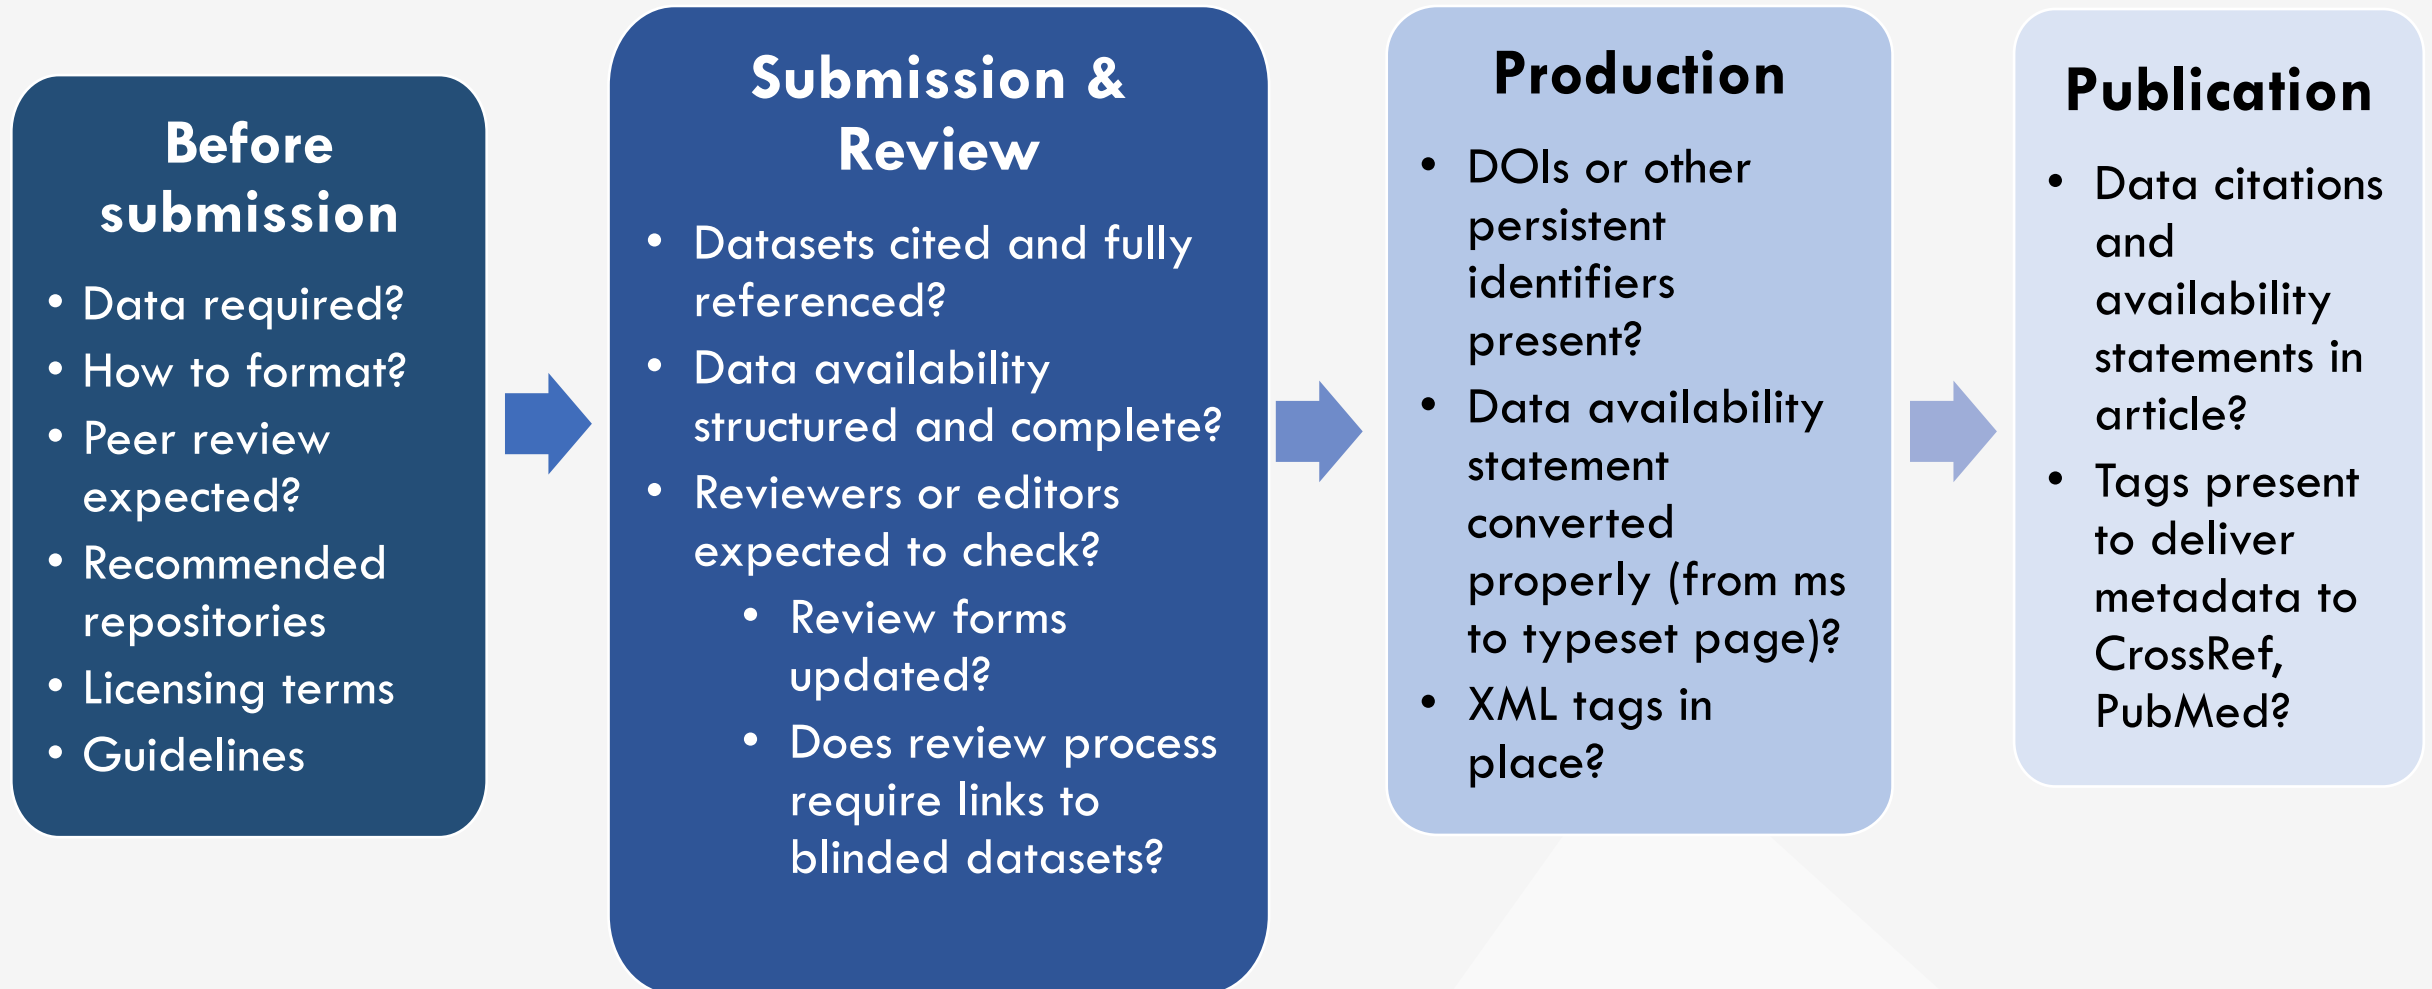 Before
submission
• Data required?
• How to format?
• Peer review
expected?
• Recommended
repositories
• Licensing terms
• Guidelines
Submission &
Review
• Datasets cited and fully
referenced?
• Data availability
structured and complete?
• Reviewers or editors
expected to check?
• Review forms
updated?
• Does review process
require links to
blinded datasets?
Production
• DOIs or other
persistent
identifiers
present?
• Data availability
statement
converted
properly (from ms
to typeset page)?
• XML tags in
place?
Publication
• Data citations
and
availability
statements in
article?
• Tags present
to deliver
metadata to
CrossRef,
PubMed?